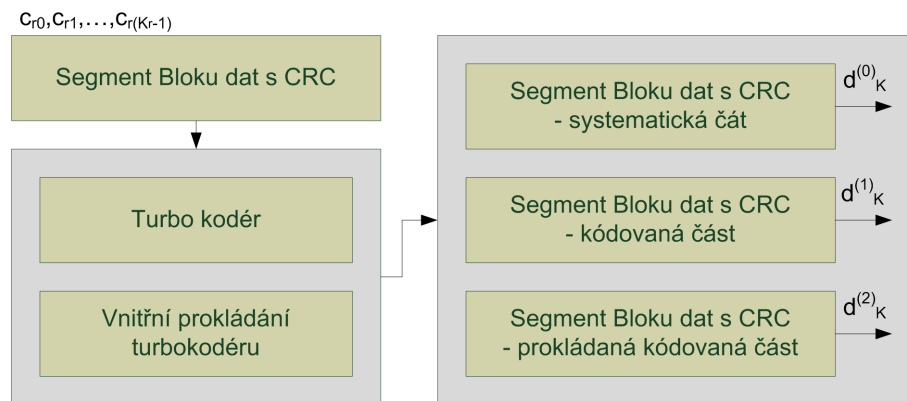 c_r0,c_r1,…,c_r(Kr-1)
Segment Bloku dat s CRC
Turbo kodér
Vnitřní prokládání
turbokodéru
Segment Bloku dat s CRC
- systematická čát
d^(0)_K
Segment Bloku dat s CRC
- kódovaná část
d^(1)_K
Segment Bloku dat s CRC
- prokládaná kódovaná část
d^(2)_K